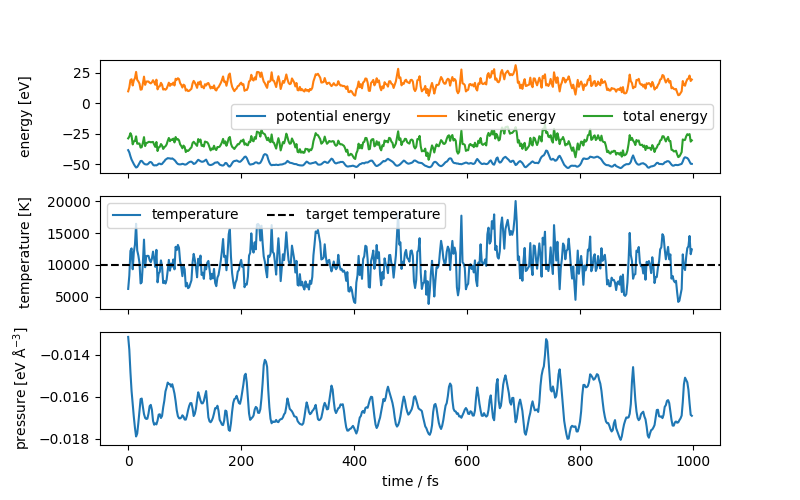 energy [eV]
25
0
−25
−50
potential energy
kinetic energy
total energy
temperature [K]
20000
15000
10000
5000
temperature
target temperature
pressure [eV Å⁻³]
−0.014
−0.016
−0.018
0 200 400 600 800 1000
time / fs